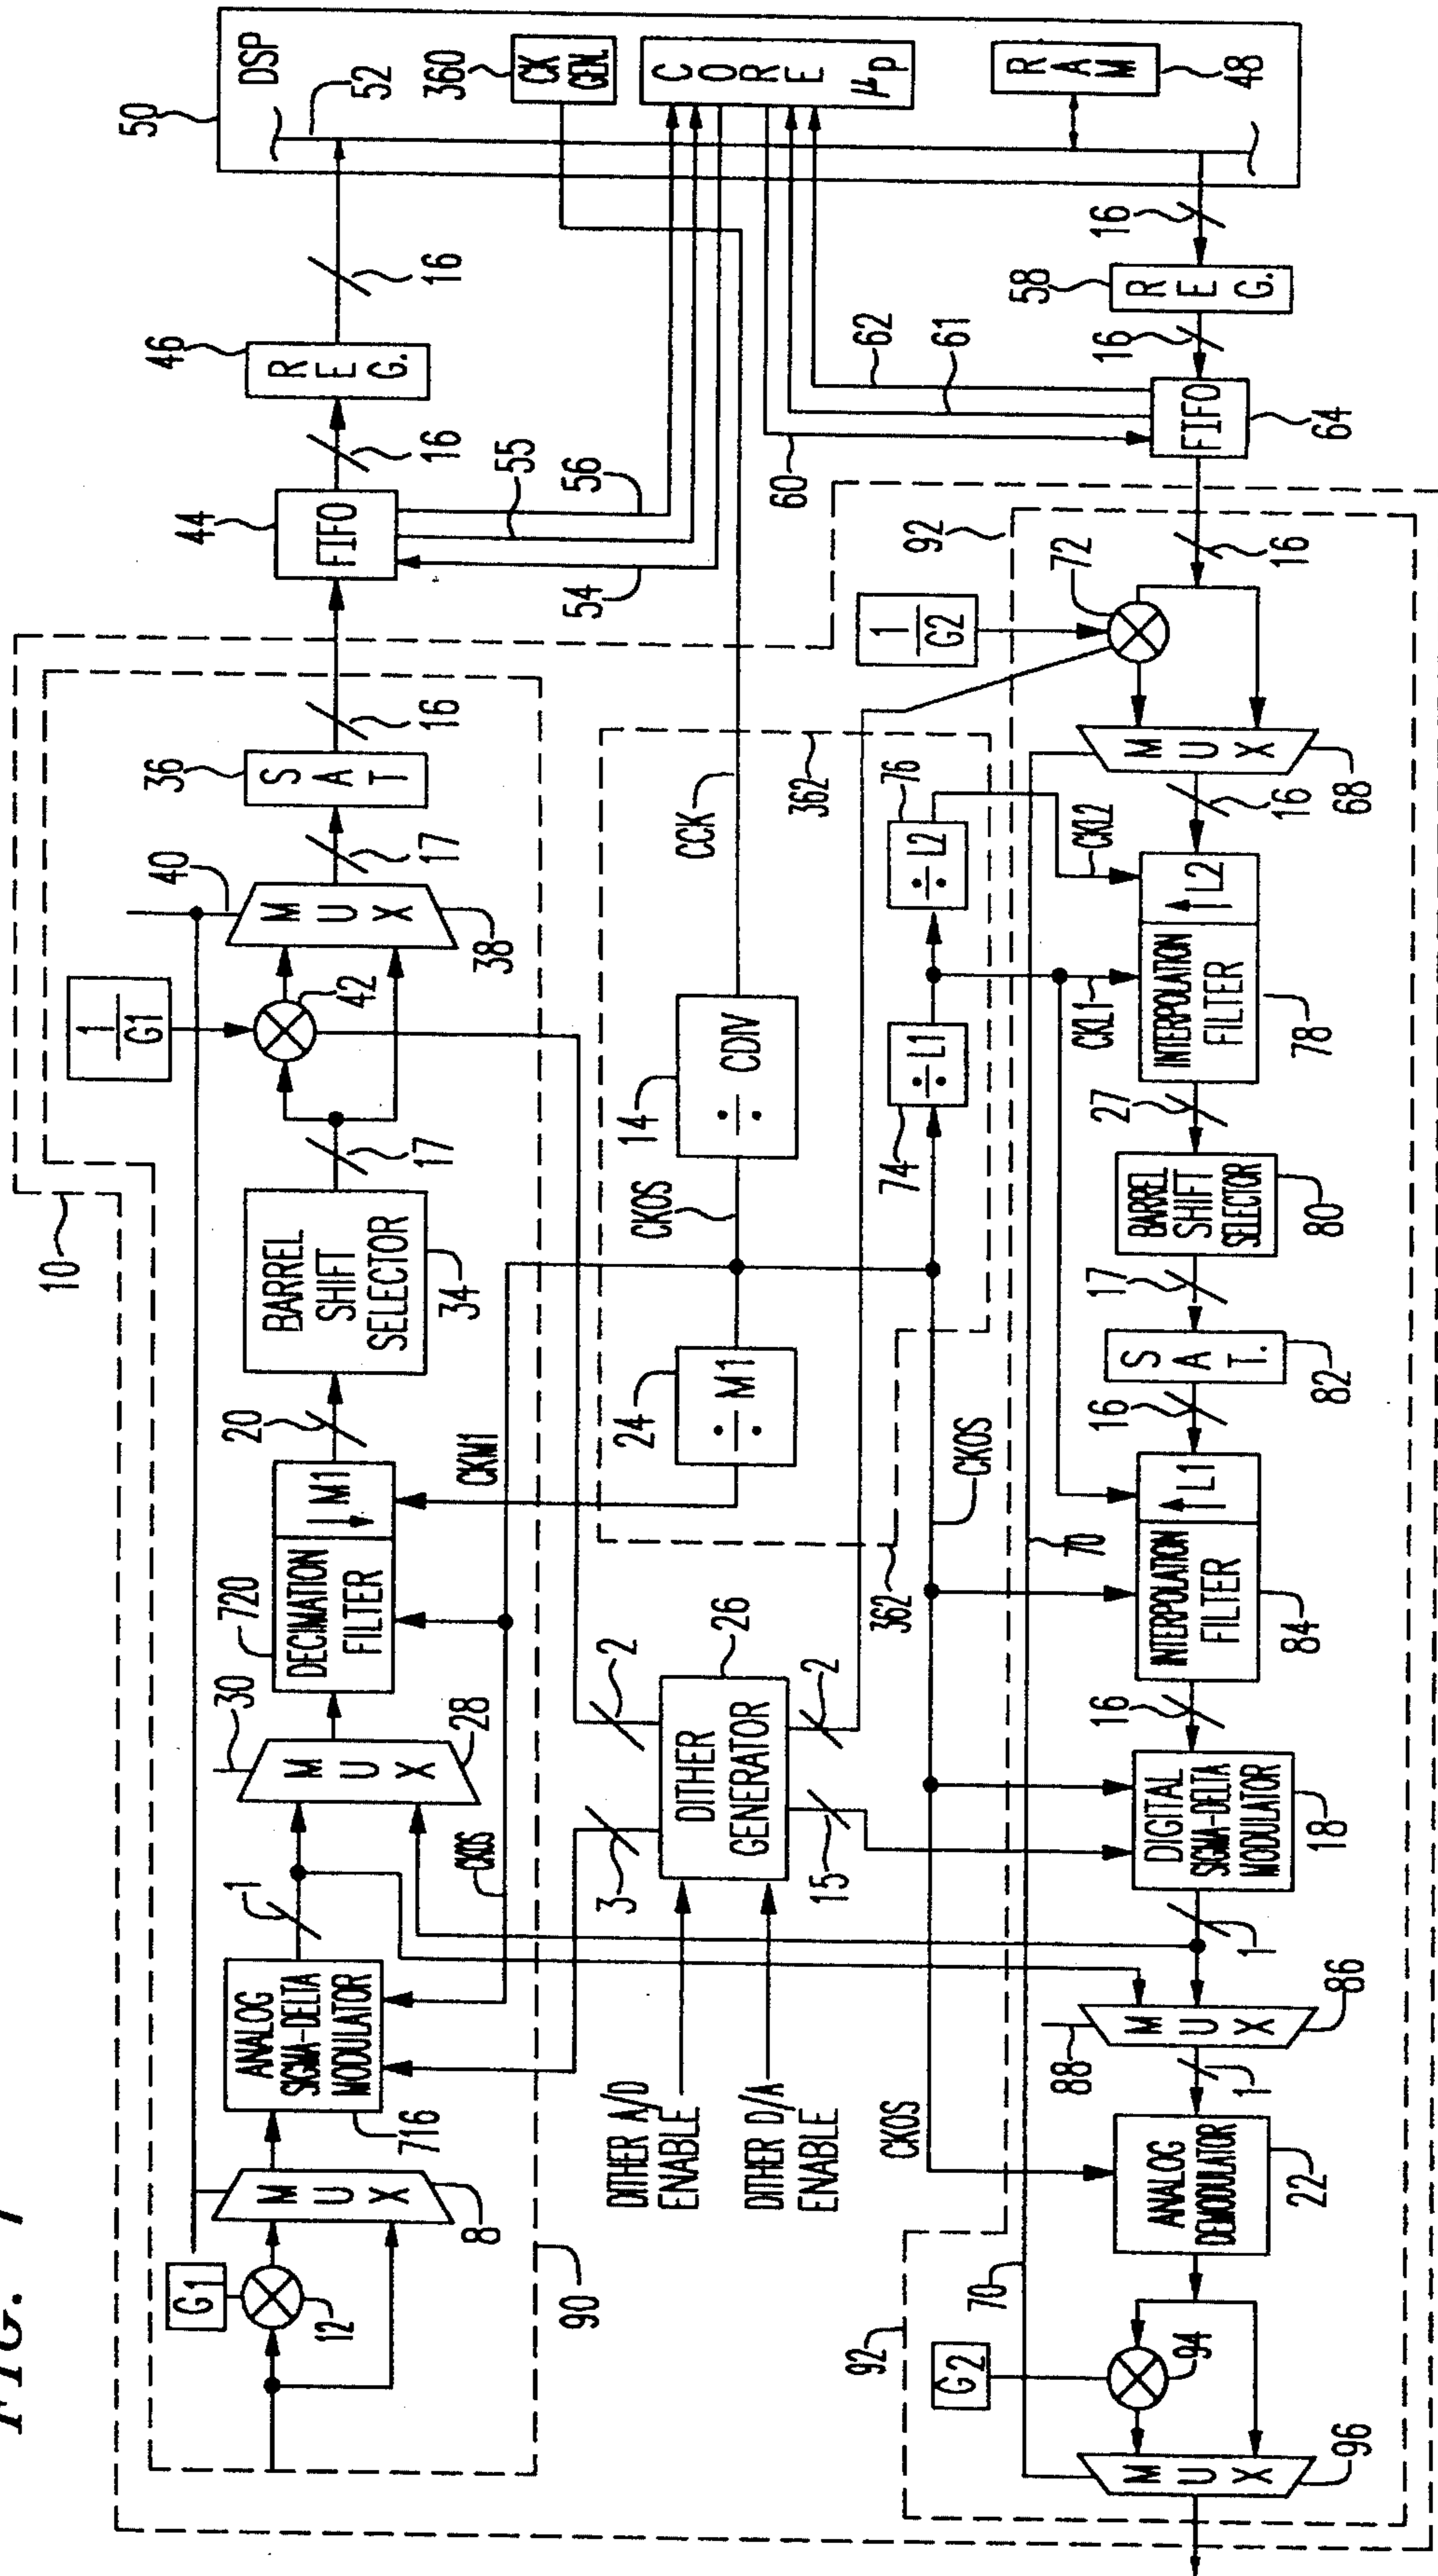 FIG. 1
10
90
G1
12
MUX
8
ANALOG
SIGMA-DELTA
MODULATOR
716
1
MUX
30
28
720
DECIMATION
FILTER
↓ M1
CKM1
CKOS
20
BARREL
SHIFT
SELECTOR
34
17
1
G1
42
MUX
40
38
17
SAT
36
16
44
FIFO
54
55
56
16
46
REG.
16
50
DSP
52
360
CK
GEN.
CORE
μp
RAM
48
DITHER A/D
ENABLE
DITHER D/A
ENABLE
DITHER
GENERATOR
26
3
2
15
2
24
÷ M1
CKOS
14
÷ CDIV
CCK
362
74
÷ L1
76
÷ L2
362
CKOS
CKOS
CKL1
CKL2
60
61
62
16
58
REG.
16
FIFO
64
16
92
1
G2
72
MUX
68
16
↑ L2
INTERPOLATION
FILTER
78
27
BARREL
SHIFT
SELECTOR
80
17
SAT.
82
16
↑ L1
INTERPOLATION
FILTER
84
16
DIGITAL
SIGMA-DELTA
MODULATOR
18
1
MUX
86
88
1
ANALOG
DEMODULATOR
22
70
70
92
G2
94
MUX
96